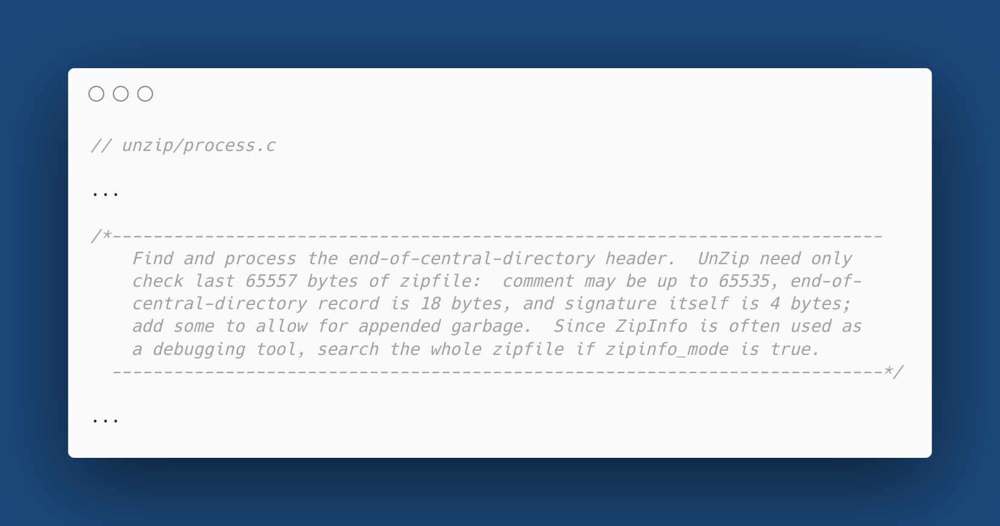 // unzip/process.c
...
/*---------------------------------------------------------------------------
Find and process the end-of-central-directory header.  UnZip need only
check last 65557 bytes of zipfile:  comment may be up to 65535, end-of-
central-directory record is 18 bytes, and signature itself is 4 bytes;
add some to allow for appended garbage.  Since ZipInfo is often used as
a debugging tool, search the whole zipfile if zipinfo_mode is true.
---------------------------------------------------------------------------*/
...